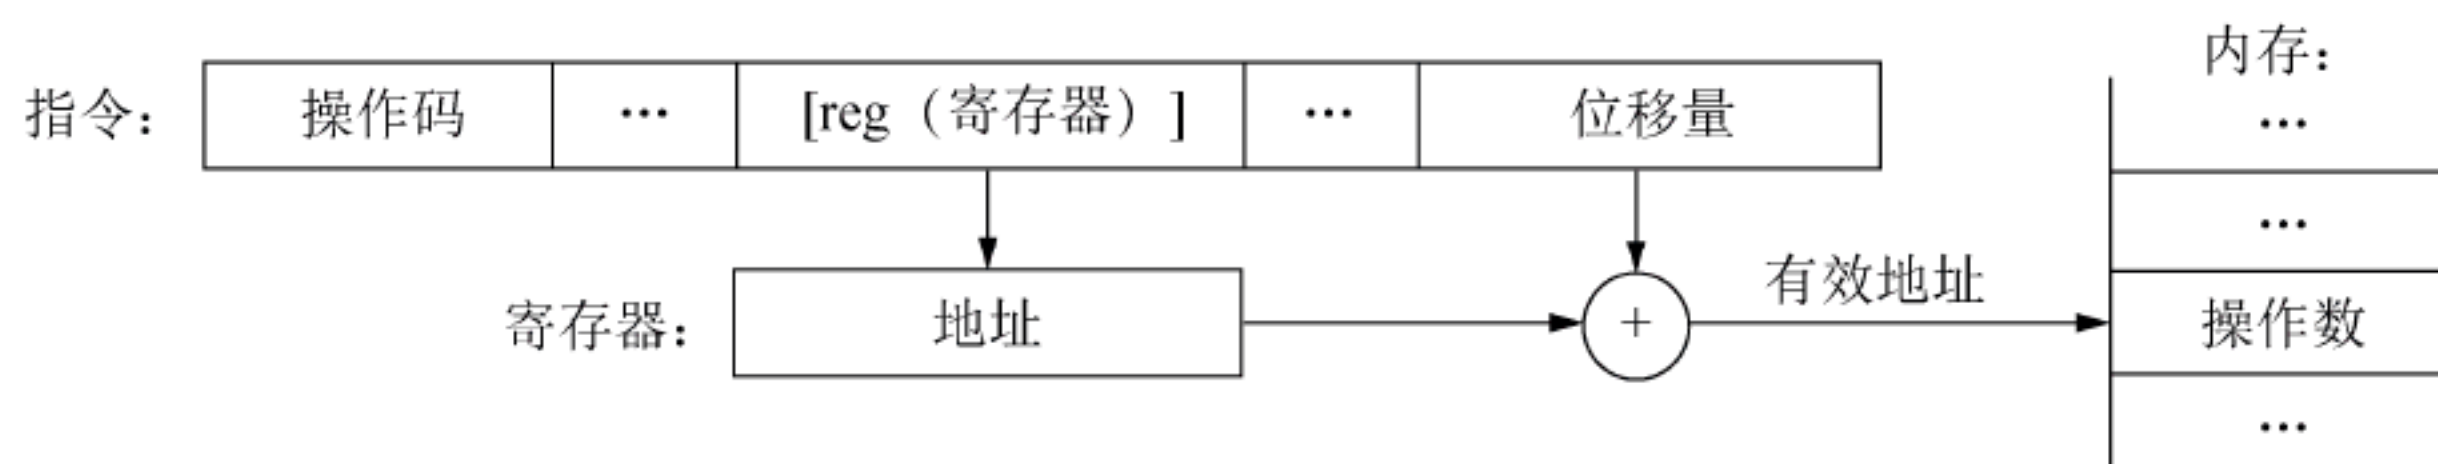 内存：
指令： 操作码 … [reg（寄存器）] … 位移量 …
…
有效地址
寄存器： 地址 + 操作数
…